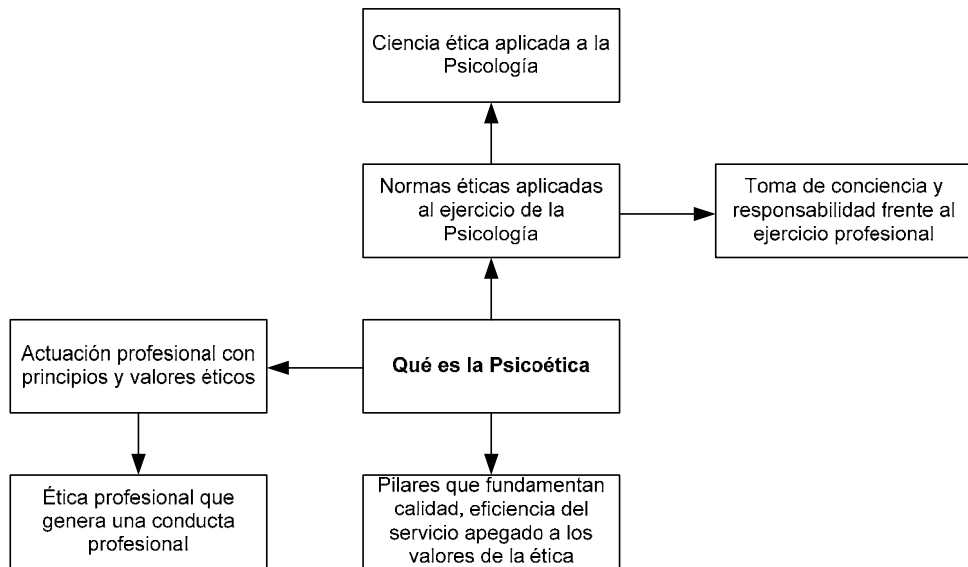 Ciencia ética aplicada a la
Psicología
Normas éticas aplicadas
al ejercicio de la
Psicología
Toma de conciencia y
responsabilidad frente al
ejercicio profesional
Actuación profesional con
principios y valores éticos
Qué es la Psicoética
Ética profesional que
genera una conducta
profesional
Pilares que fundamentan
calidad, eficiencia del
servicio apegado a los
valores de la ética